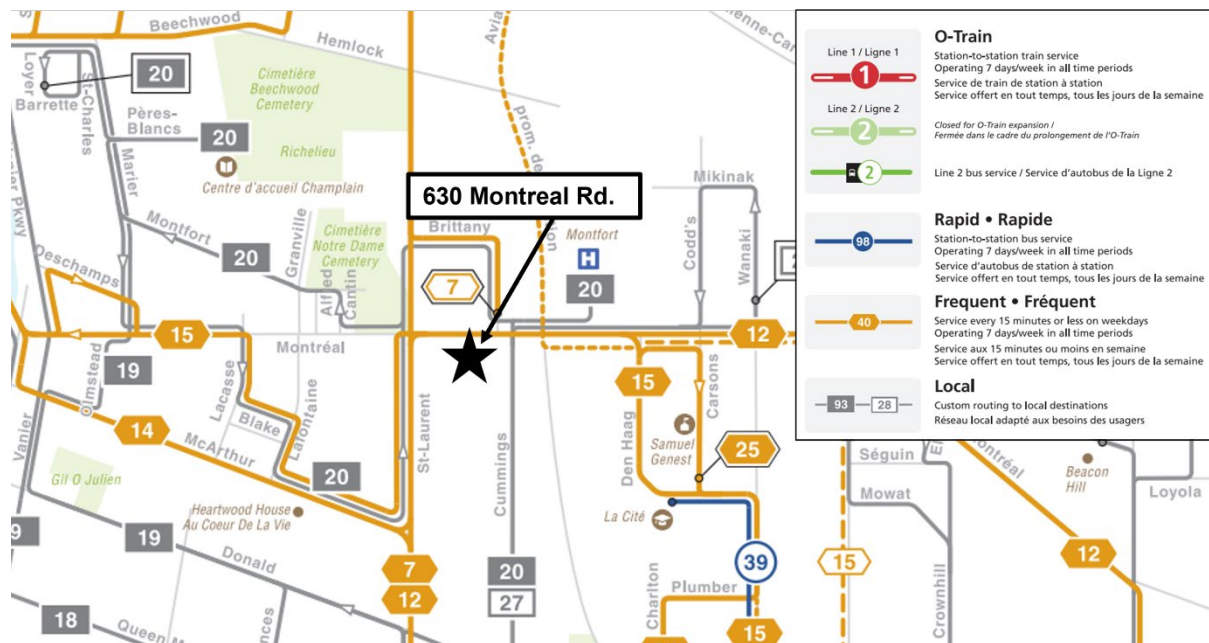 Beechwood
Hemlock
Loyer
St-Charles
20
Barrette
Pères-
Blancs
20
Marier
Cimetière
Beechwood
Cemetery
Richelieu
Centre d'accueil Champlain
630 Montreal Rd.
Mikinak
Brittany
Montfort
H
20
Codd's
Wanaki
Montfort
20
Granville
Cimetière
Notre Dame
Cemetery
Alfred
Cantin
7
Deschamps
15
Montréal
12
19
Olmstead
14
McArthur
Lacasse
Blake
Lafontaine
20
St-Laurent
Cummings
15
Den Haag
Carsons
Samuel
Genest
25
La Cité
Vanier
Gil O Julien
Heartwood House
Au Coeur De La Vie
19
Donald
18
7
12
20
27
Charlton
Plumber
39
15
15
Séguin
Mowat
Crownhill
Montréal
12
Beacon
Hill
Loyola
O-Train
Line 1 / Ligne 1
1
Station-to-station train service
Operating 7 days/week in all time periods
Service de train de station à station
Service offert en tout temps, tous les jours de la semaine
Line 2 / Ligne 2
2
Closed for O-Train expansion /
Fermée dans le cadre du prolongement de l'O-Train
2
Line 2 bus service / Service d'autobus de la Ligne 2
Rapid • Rapide
98
Station-to-station bus service
Operating 7 days/week in all time periods
Service d'autobus de station à station
Service offert en tout temps, tous les jours de la semaine
Frequent • Fréquent
40
Service every 15 minutes or less on weekdays
Operating 7 days/week in all time periods
Service aux 15 minutes ou moins en semaine
Service offert en tout temps, tous les jours de la semaine
Local
93
28
Custom routing to local destinations
Réseau local adapté aux besoins des usagers